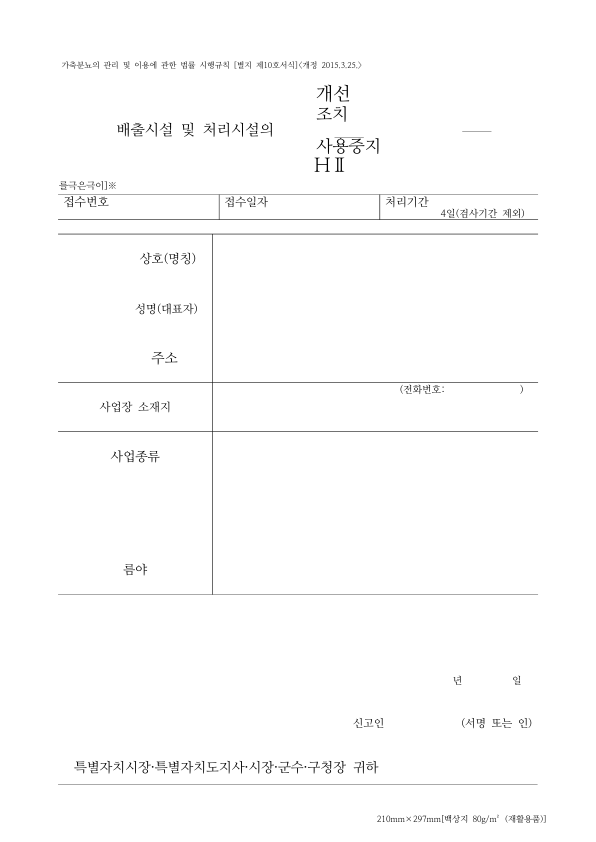 가축분뇨의 관리 및 이용에 관한 법률 시행규칙 [별지 제10호서식]<개정 2015.3.25.>
개선
조치
배출시설 및 처리시설의
사용중지
HⅡ
틀극은극이]※
접수번호 접수일자 처리기간
4일(검사기간 제외)
상호(명칭)
성명(대표자)
주소
(전화번호: )
사업장 소재지
사업종류
름야
년 일
신고인 (서명 또는 인)
특별자치시장·특별자치도지사·시장·군수·구청장 귀하
210mm×297mm[백상지 80g/㎡ (재활용품)]